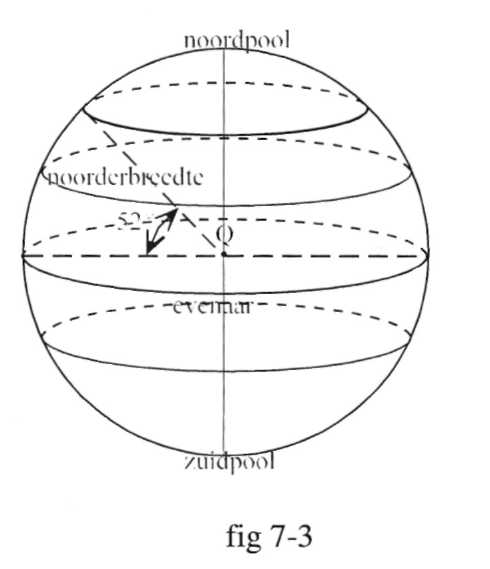 noordpool
noorderbreedte
52
Q
evenaar
zuidpool
fig 7-3